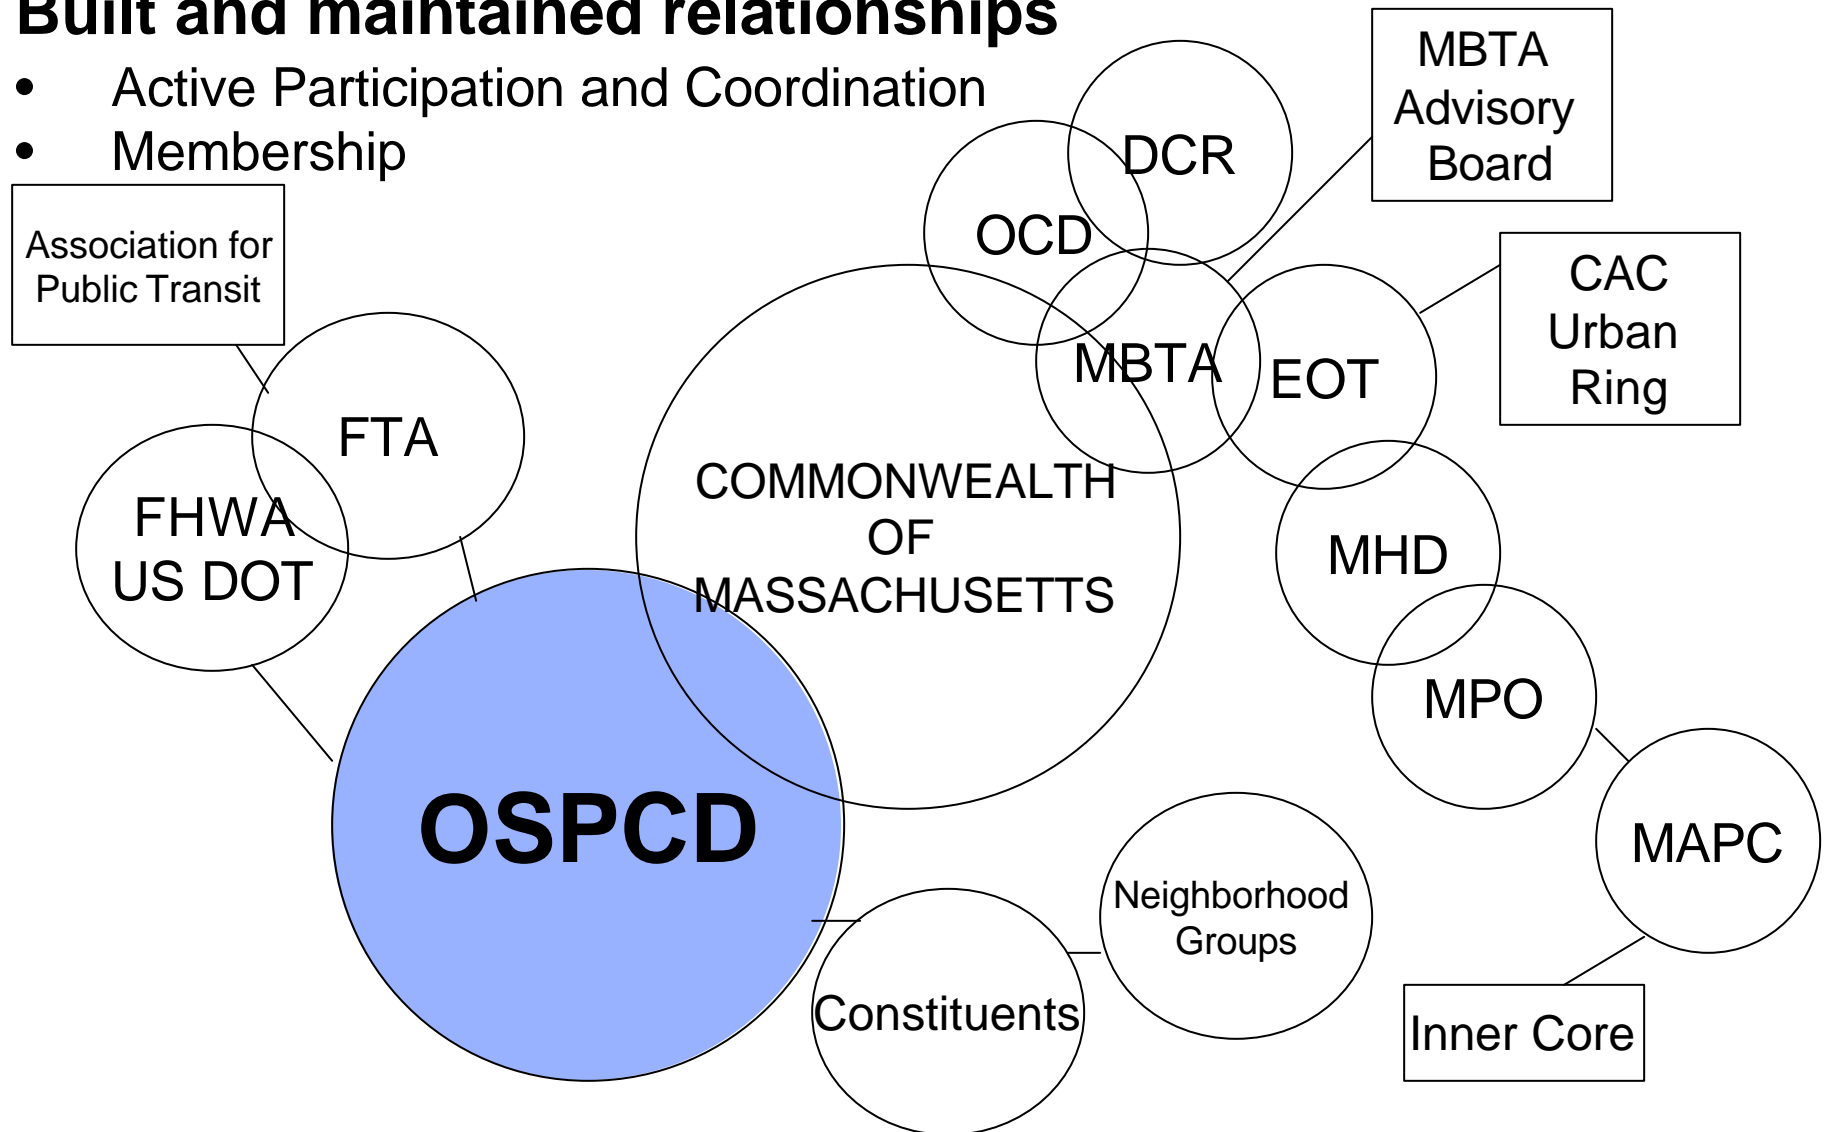 Built and maintained relationships
• Active Participation and Coordination
• Membership
MBTA
Advisory
Board
DCR
OCD
Association for
Public Transit
CAC
Urban
Ring
MBTA
EOT
FTA
FHWA
US DOT
COMMONWEALTH
OF
MASSACHUSETTS
MHD
MPO
OSPCD
MAPC
Neighborhood
Groups
Constituents
Inner Core